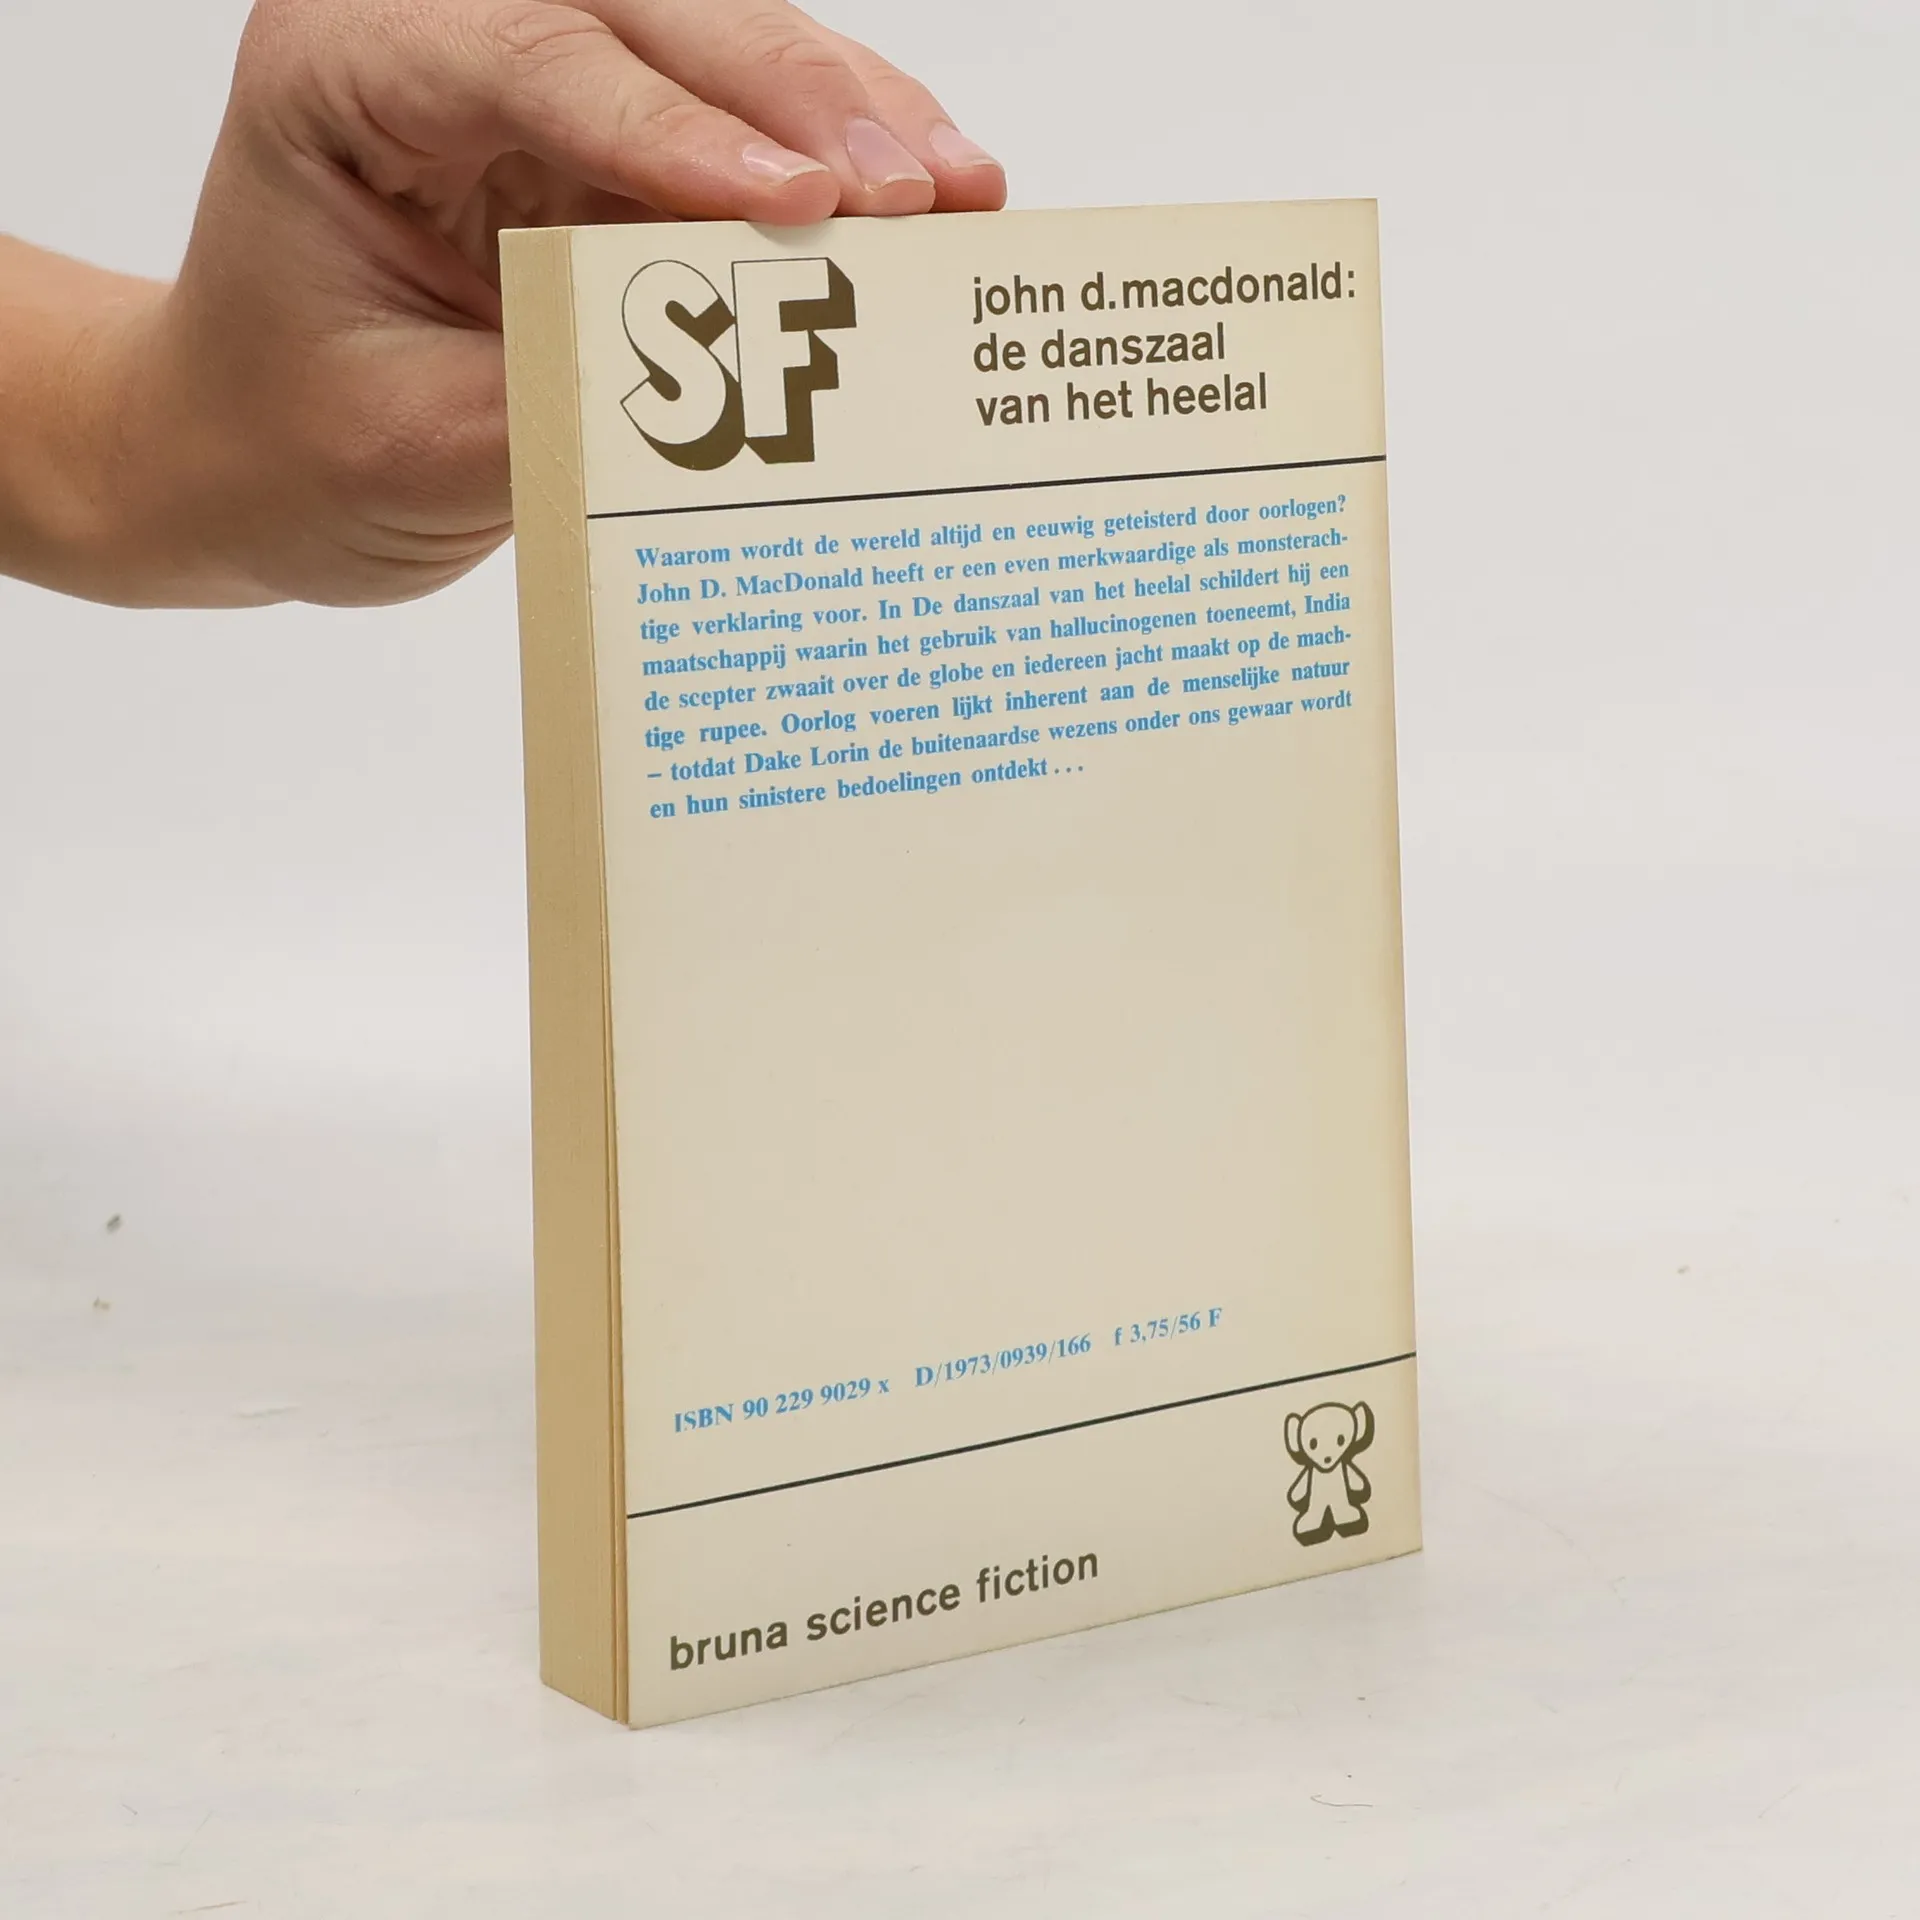 SF
john d.macdonald:
de danszaal
van het heelal
Waarom wordt de wereld altijd en eeuwig geteisterd door oorlogen?
John D. MacDonald heeft er een even merkwaardige als monsterach-
tige verklaring voor. In De danszaal van het heelal schildert hij een
maatschappij waarin het gebruik van hallucinogenen toeneemt, India
de scepter zwaait over de globe en iedereen jacht maakt op de mach-
tige rupee. Oorlog voeren lijkt inherent aan de menselijke natuur
– totdat Dake Lorin de buitenaardse wezens onder ons gewaar wordt
en hun sinistere bedoelingen ontdekt . . .
ISBN 90 229 9029 x D/1973/0939/166 f 3,75/56 F
bruna science fiction